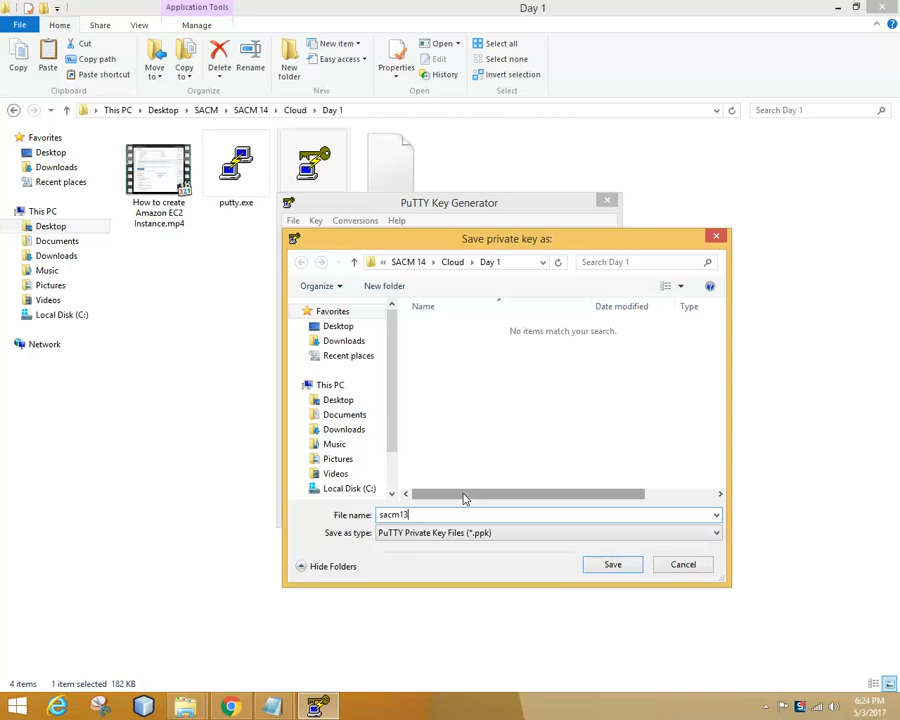 Application Tools
Day 1
File Home Share View Manage
Copy Paste Cut Copy path Paste shortcut
Move to Copy to Delete Rename
New folder New item Easy access
Properties Open Edit History
Select all Select none Invert selection
Clipboard Organize New Open Select
This PC Desktop SACM SACM 14 Cloud Day 1 Search Day 1
Favorites
Desktop
Downloads
Recent places
This PC
Desktop
Documents
Downloads
Music
Pictures
Videos
Local Disk (C:)
Network
How to create
Amazon EC2
Instance.mp4
putty.exe
PuTTY Key Generator
File Key Conversions Help
Save private key as:
« SACM 14 Cloud Day 1 Search Day 1
Organize New folder
Favorites
Desktop
Downloads
Recent places
This PC
Desktop
Documents
Downloads
Music
Pictures
Videos
Local Disk (C:)
Name Date modified Type
No items match your search.
File name: sacm13
Save as type: PuTTY Private Key Files (*.ppk)
Hide Folders Save Cancel
4 items 1 item selected 182 KB
6:24 PM
5/3/2017